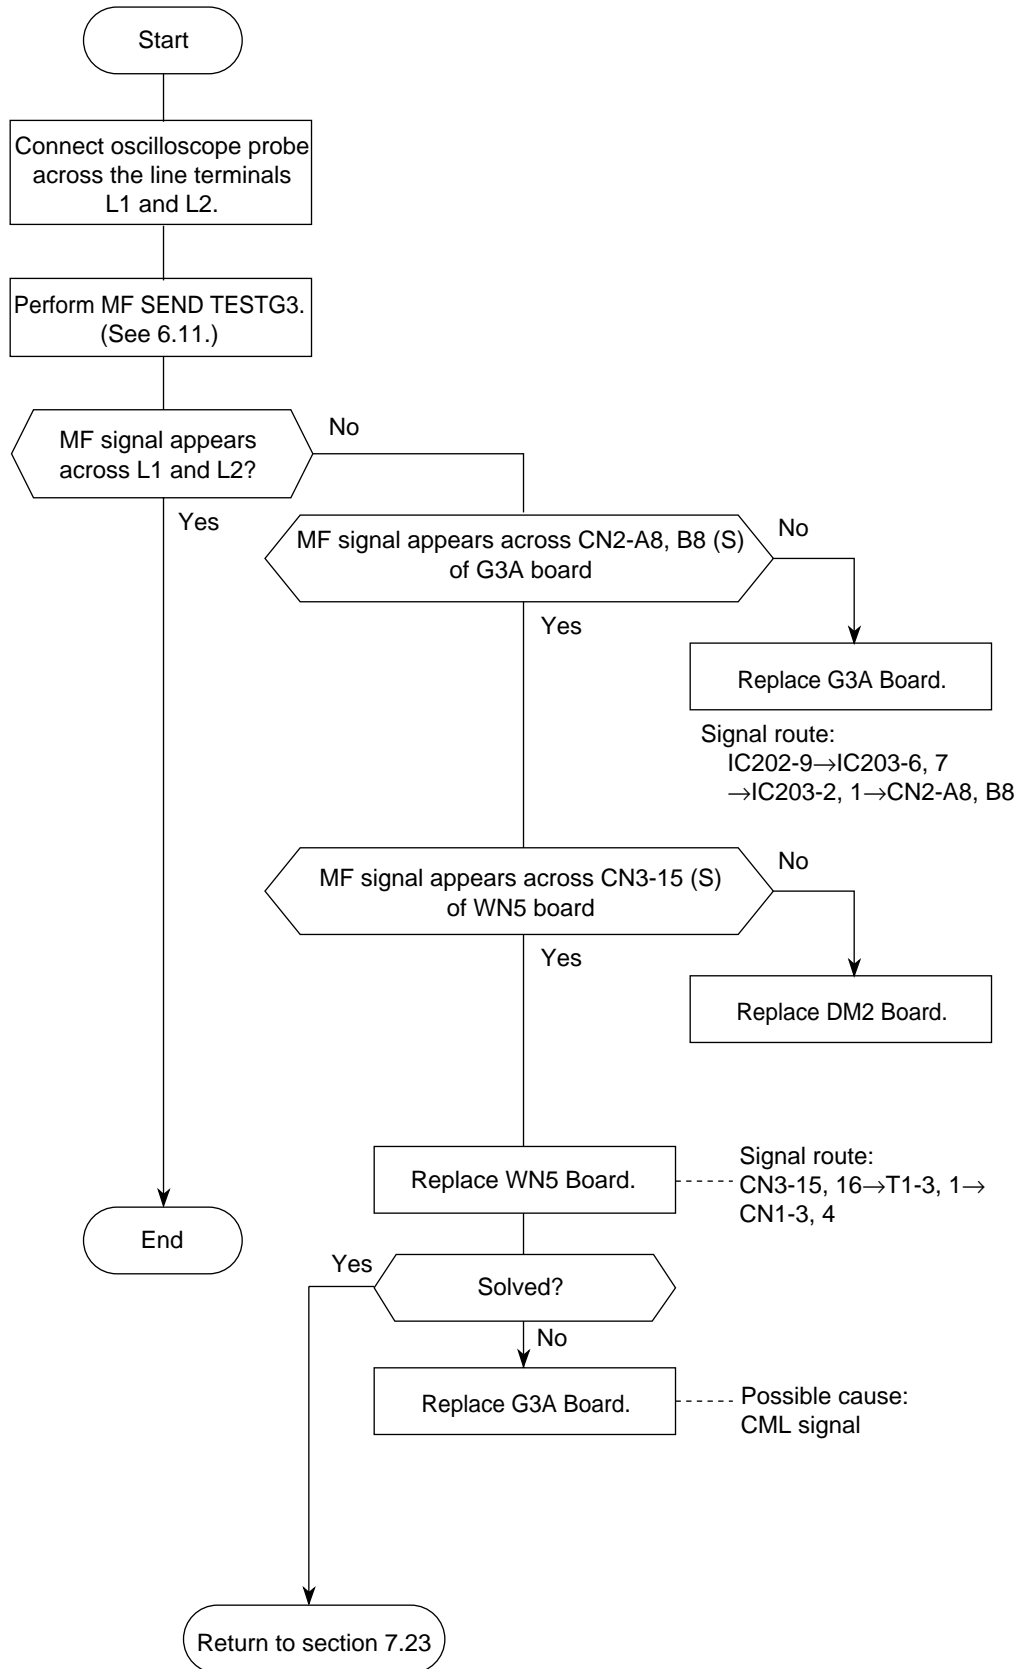 Start
Connect oscilloscope probe
across the line terminals
L1 and L2.
Perform MF SEND TESTG3.
(See 6.11.)
MF signal appears
across L1 and L2?
No
Yes
MF signal appears across CN2-A8, B8 (S)
of G3A board
No
Yes
Replace G3A Board.
Signal route:
IC202-9→IC203-6, 7
→IC203-2, 1→CN2-A8, B8
MF signal appears across CN3-15 (S)
of WN5 board
No
Yes
Replace DM2 Board.
Replace WN5 Board.
Signal route:
CN3-15, 16→T1-3, 1→
CN1-3, 4
End
Yes
Solved?
No
Replace G3A Board.
Possible cause:
CML signal
Return to section 7.23